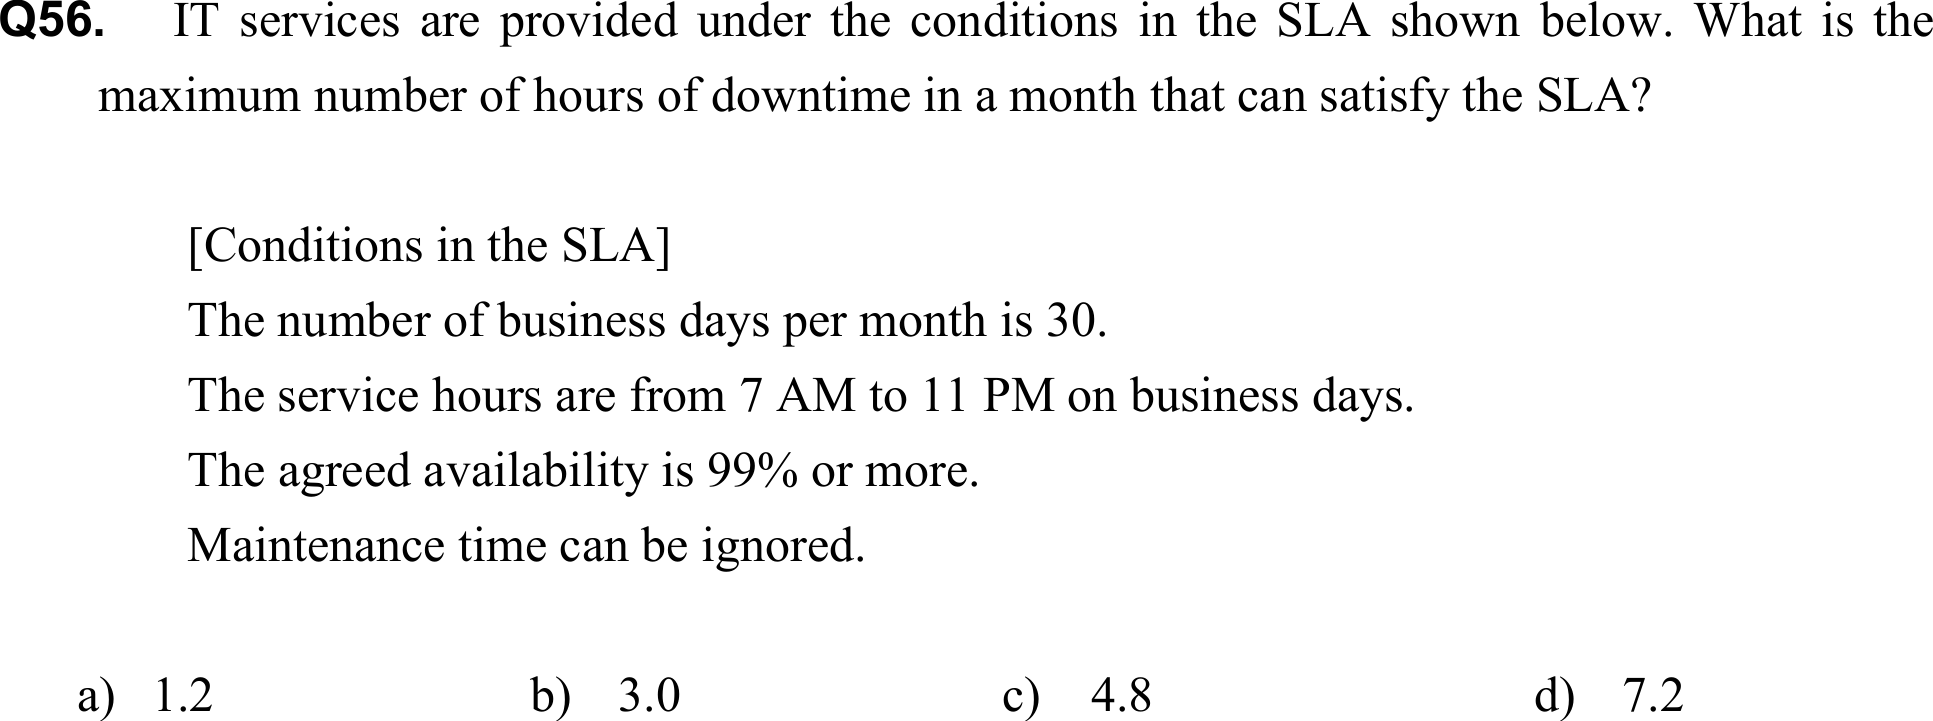 Q56. IT services are provided under the conditions in the SLA shown below. What is the
maximum number of hours of downtime in a month that can satisfy the SLA?
[Conditions in the SLA]
The number of business days per month is 30.
The service hours are from 7 AM to 11 PM on business days.
The agreed availability is 99% or more.
Maintenance time can be ignored.
a) 1.2 b) 3.0 c) 4.8 d) 7.2